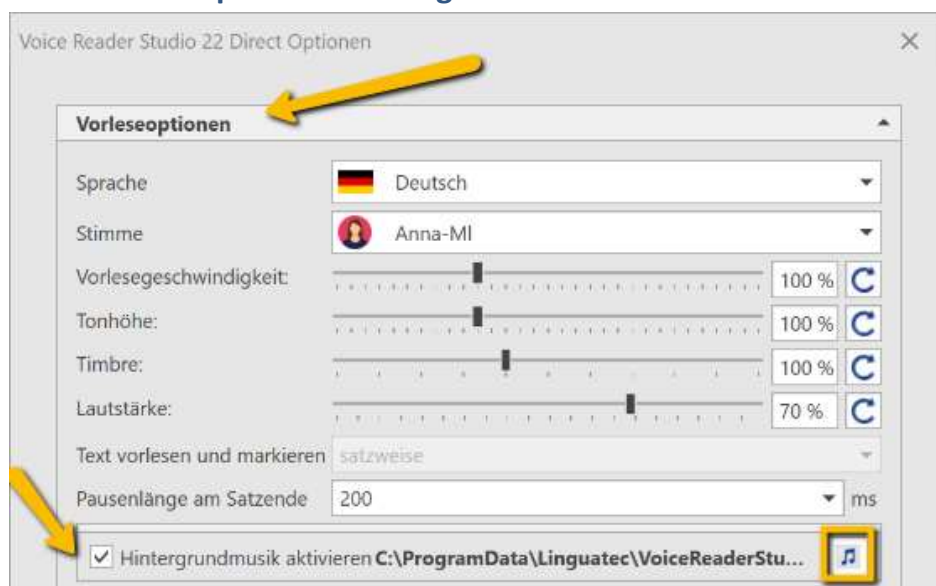 Voice Reader Studio 22 Direct Optionen
Vorleseoptionen
Sprache Deutsch
Stimme Anna-Ml
Vorlesegeschwindigkeit: 100 %
Tonhöhe: 100 %
Timbre: 100 %
Lautstärke: 70 %
Text vorlesen und markieren satzweise
Pausenlänge am Satzende 200 ms
Hintergrundmusik aktivieren C:\ProgramData\Linguatec\VoiceReaderStu...